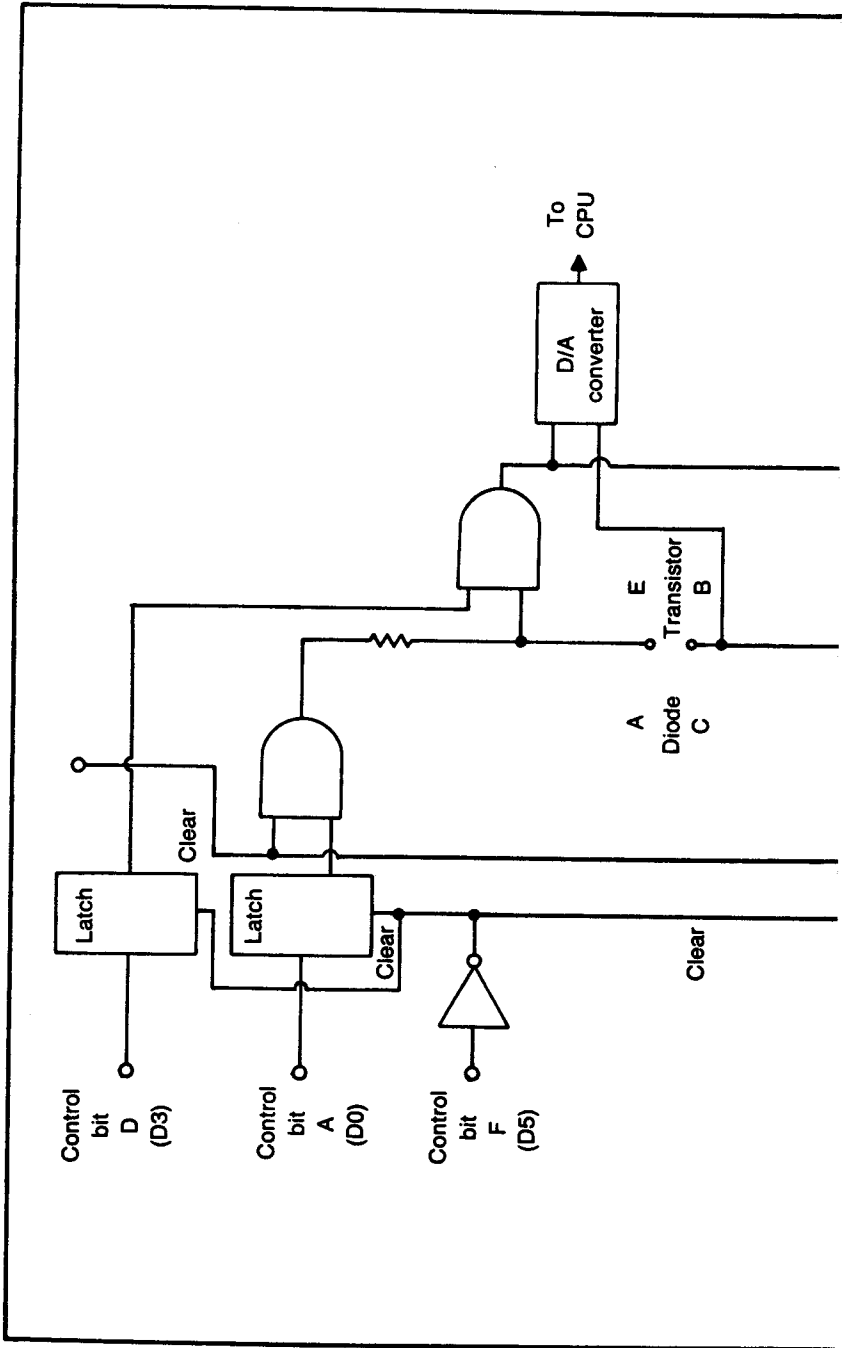 Control
bit
D
(D3)
Latch
Clear
Control
bit
A
(D0)
Latch
Clear
Control
bit
F
(D5)
Clear
A
Diode
C
E
Transistor
B
D/A
converter
To
CPU